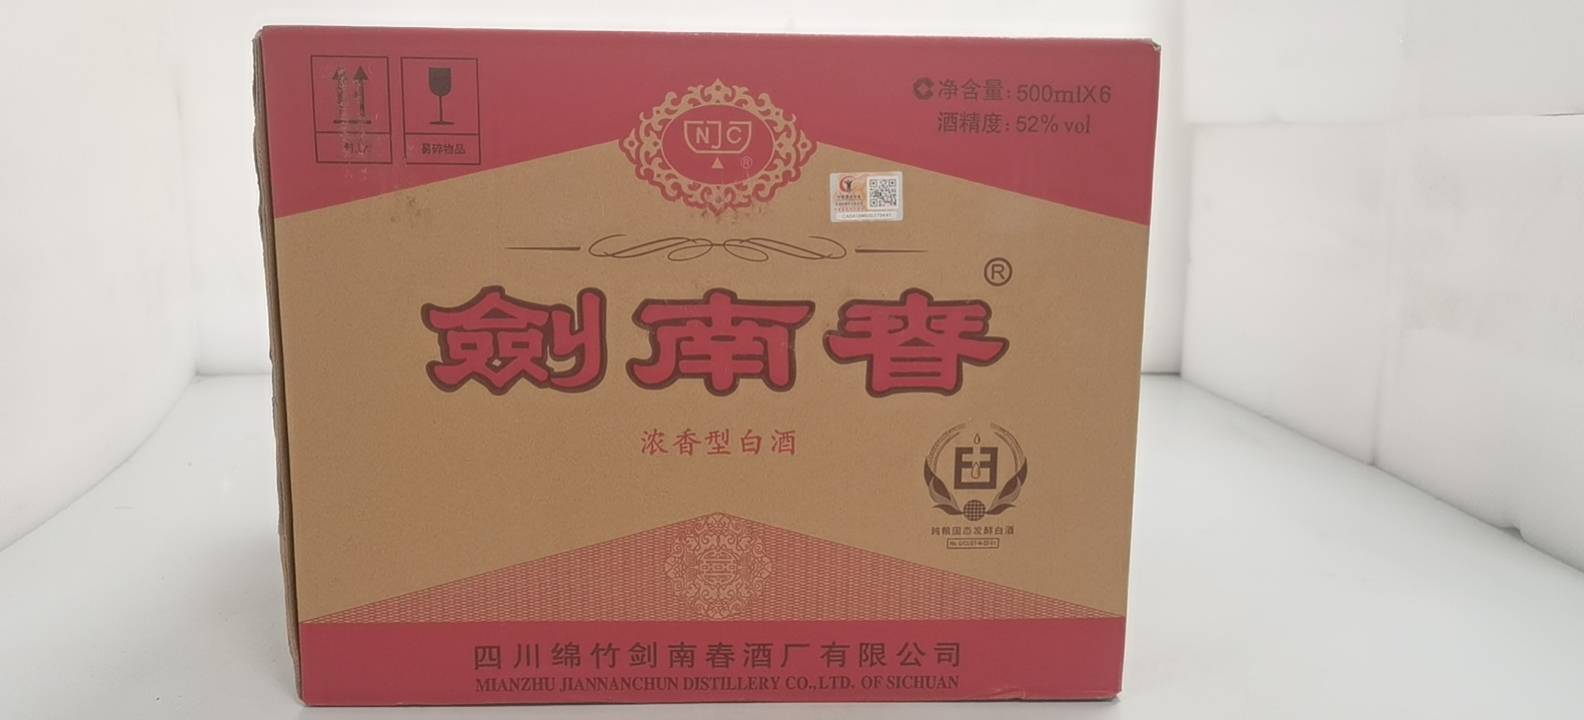 易碎物品
NJC
®
净含量: 500mlX6
酒精度: 52% vol
劍南春®
浓香型白酒
纯粮固态发酵白酒
四川绵竹剑南春酒厂有限公司
MIANZHU JIANNANCHUN DISTILLERY CO.,LTD. OF SICHUAN